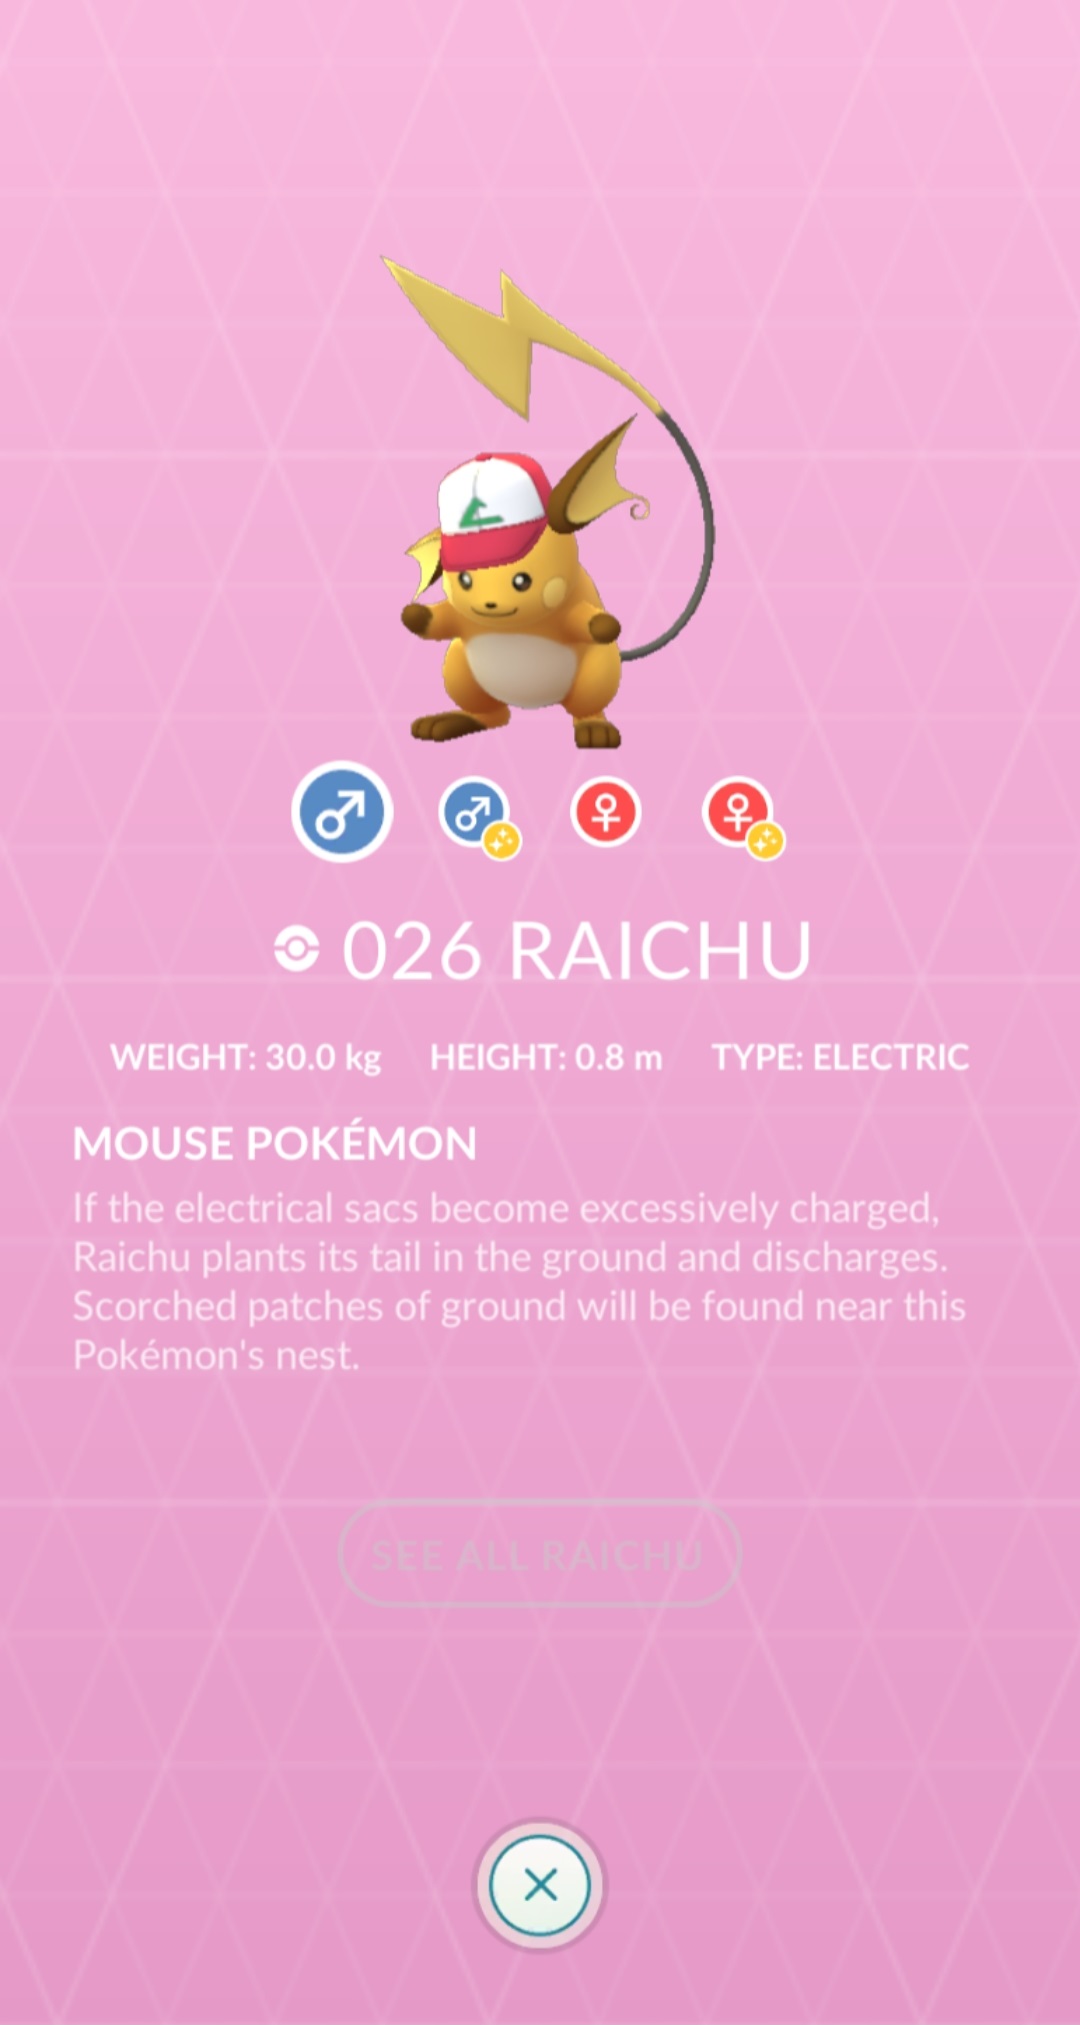 026 RAICHU
WEIGHT: 30.0 kg HEIGHT: 0.8 m TYPE: ELECTRIC
MOUSE POKÉMON
If the electrical sacs become excessively charged,
Raichu plants its tail in the ground and discharges.
Scorched patches of ground will be found near this
Pokémon's nest.
SEE ALL RAICHU